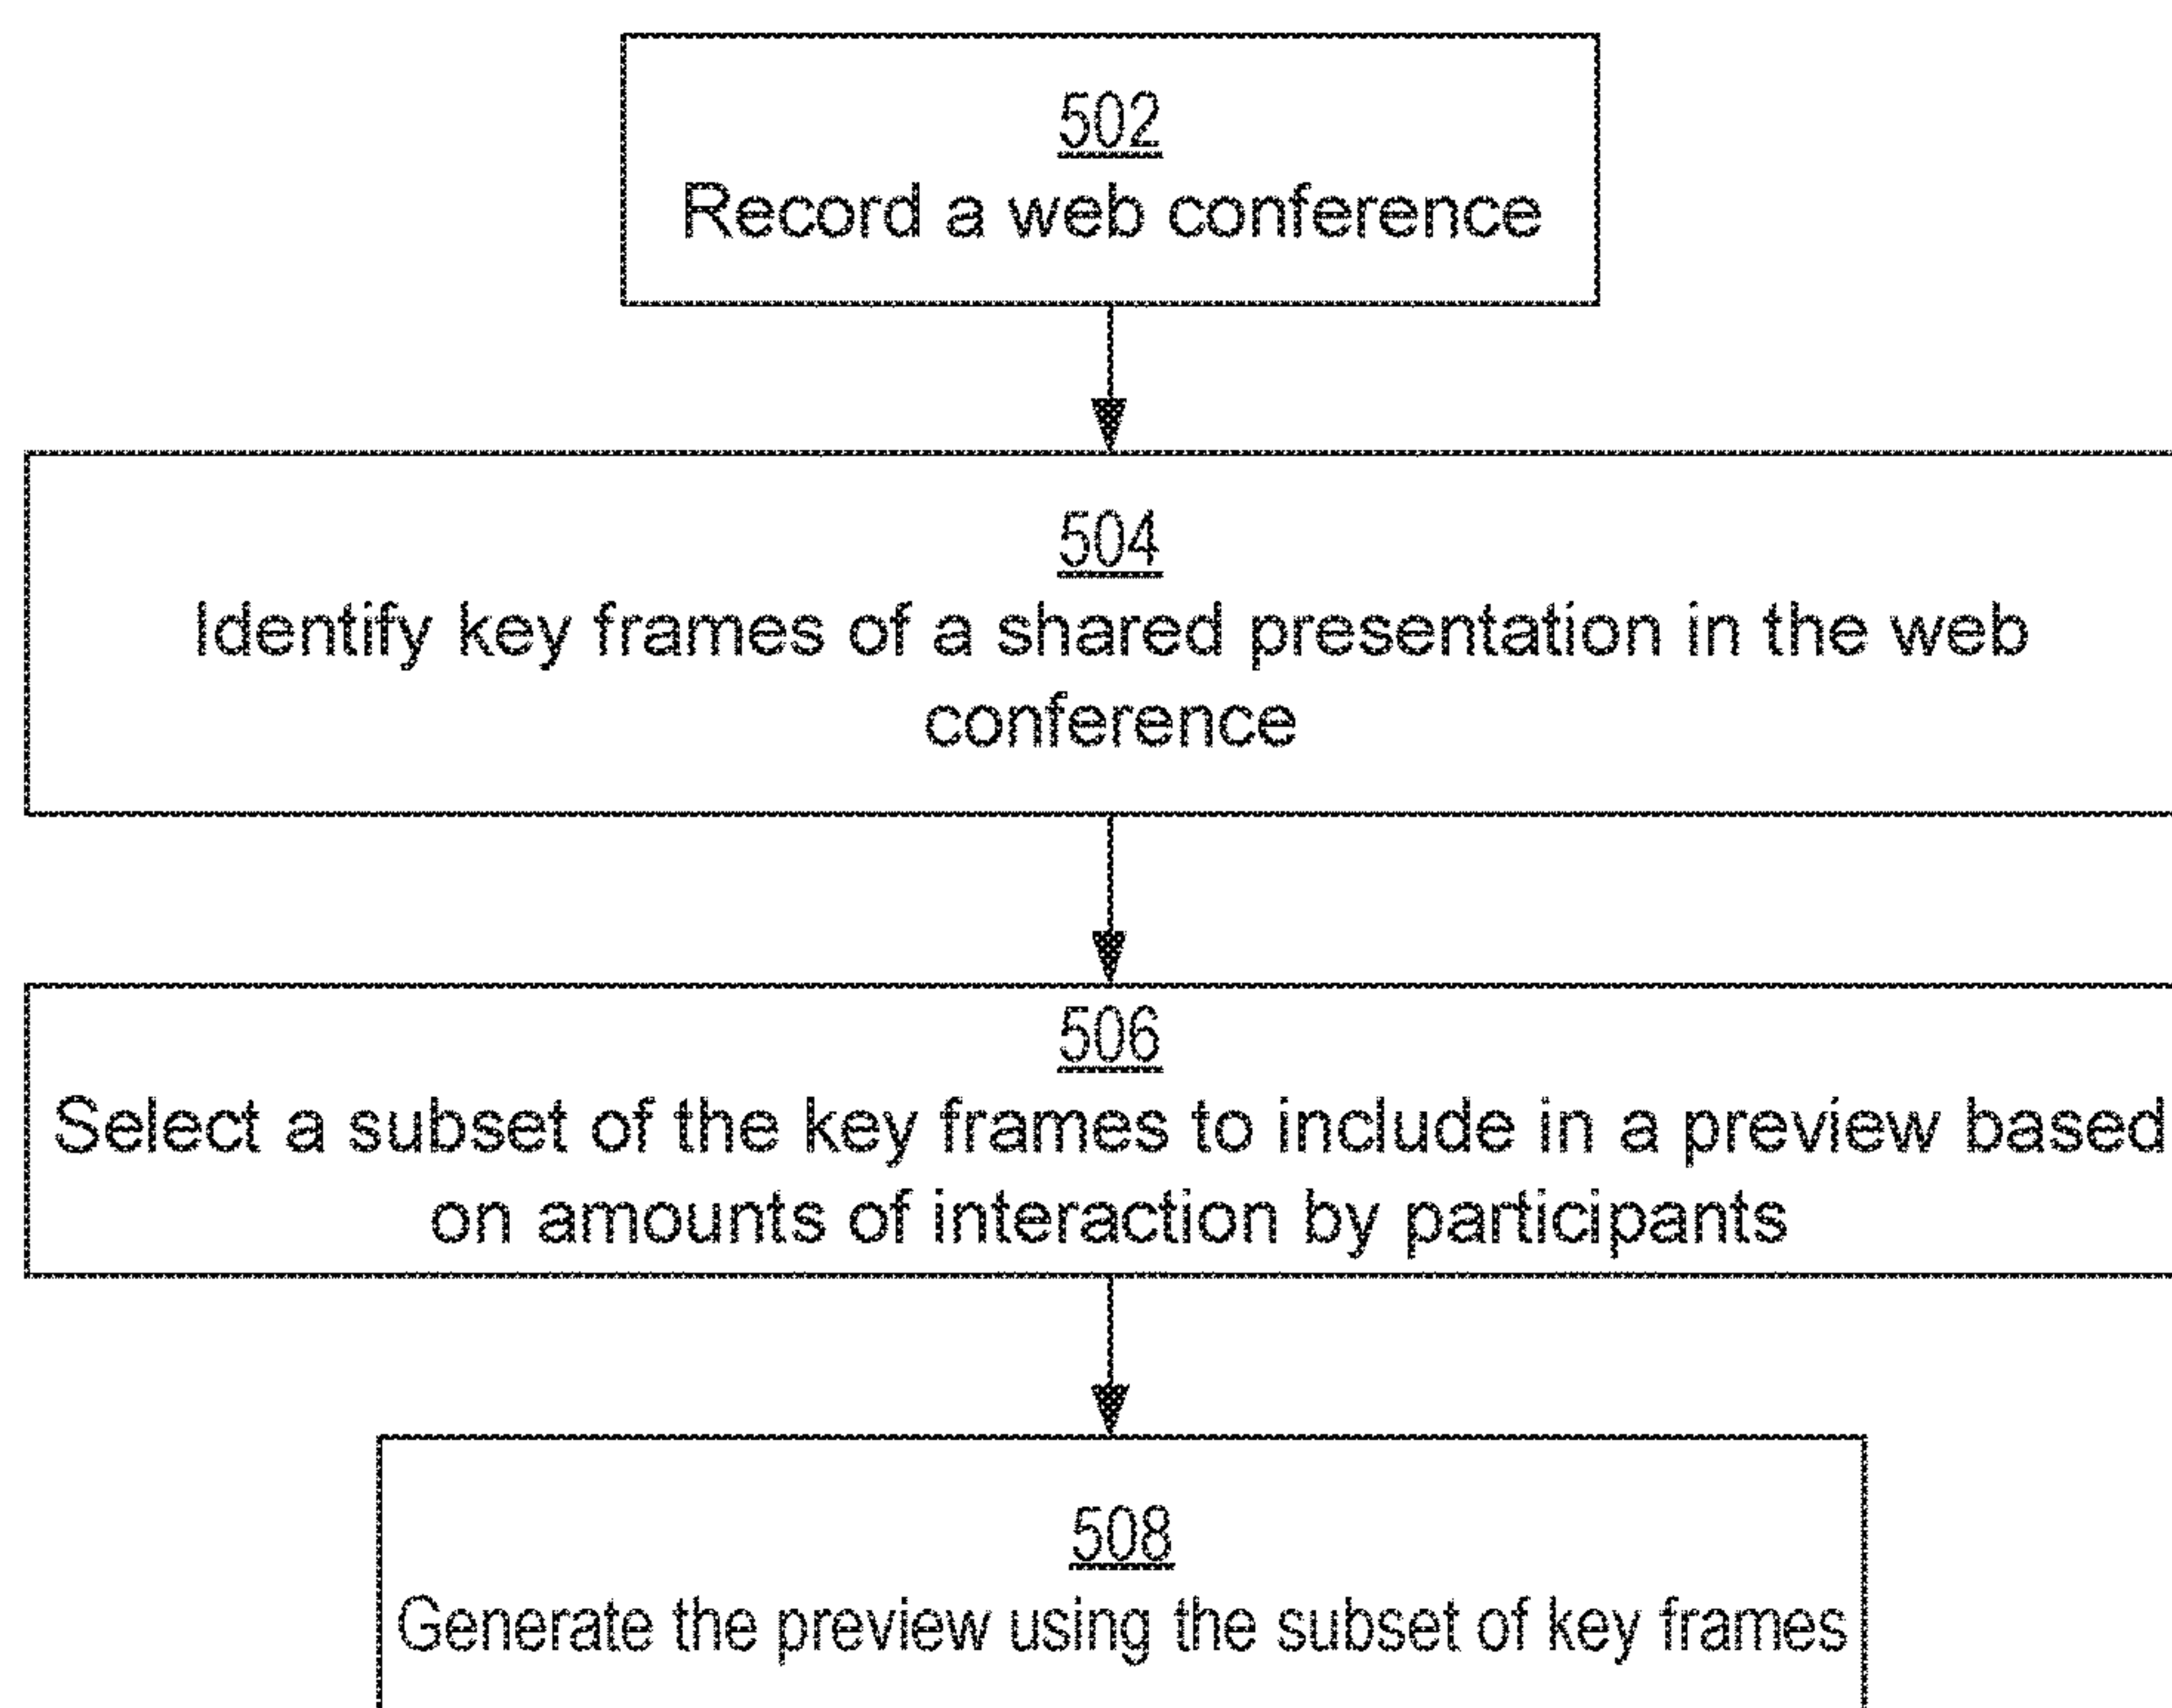 502
Record a web conference
504
Identify key frames of a shared presentation in the web
conference
506
Select a subset of the key frames to include in a preview based
on amounts of interaction by participants
508
Generate the preview using the subset of key frames